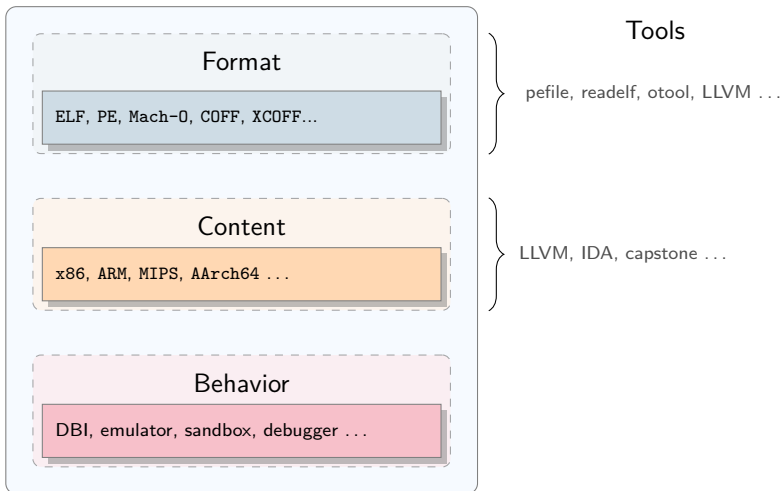 Tools
Format
ELF, PE, Mach-O, COFF, XCOFF...
pefile, readelf, otool, LLVM ...
Content
x86, ARM, MIPS, AArch64 ...
LLVM, IDA, capstone ...
Behavior
DBI, emulator, sandbox, debugger ...